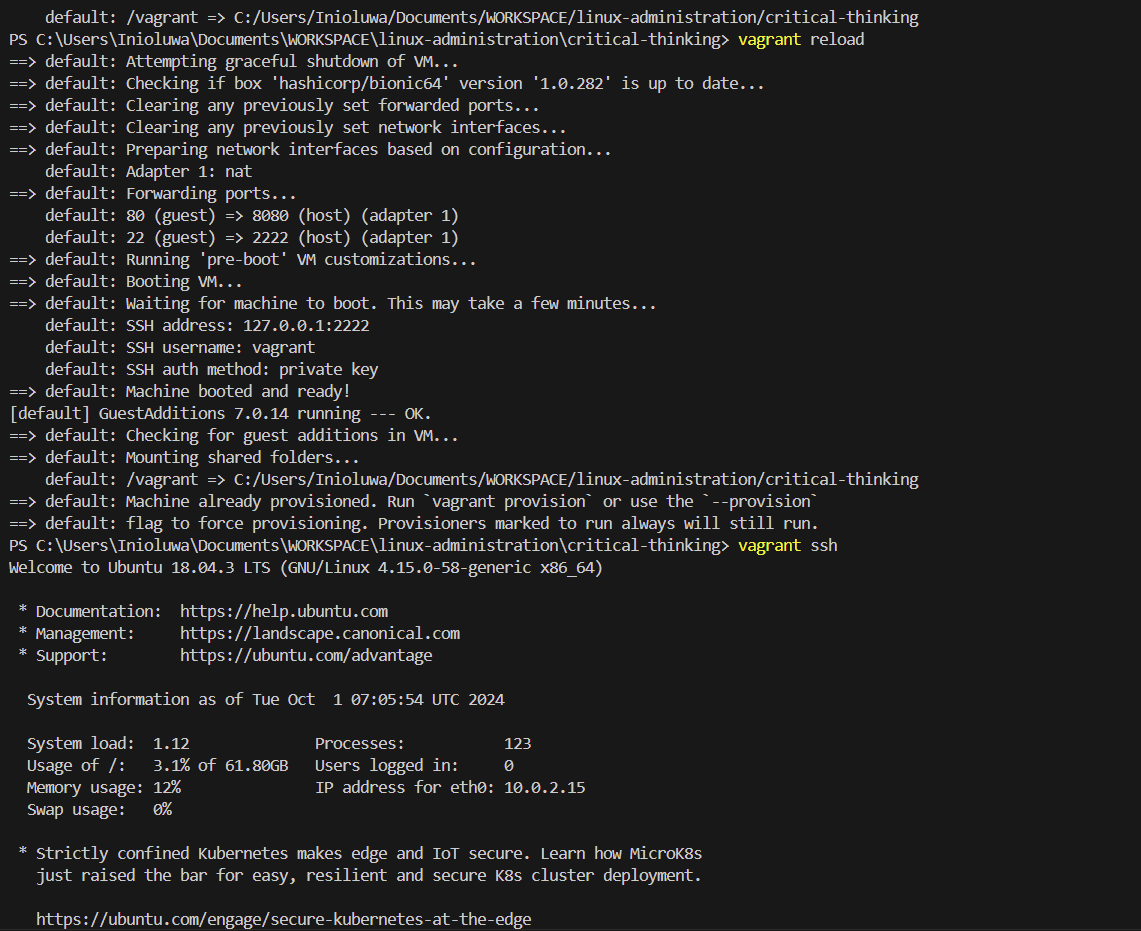 default: /vagrant => C:/Users/Inioluwa/Documents/WORKSPACE/linux-administration/critical-thinking
PS C:\Users\Inioluwa\Documents\WORKSPACE\linux-administration\critical-thinking> vagrant reload
==> default: Attempting graceful shutdown of VM...
==> default: Checking if box 'hashicorp/bionic64' version '1.0.282' is up to date...
==> default: Clearing any previously set forwarded ports...
==> default: Clearing any previously set network interfaces...
==> default: Preparing network interfaces based on configuration...
default: Adapter 1: nat
==> default: Forwarding ports...
default: 80 (guest) => 8080 (host) (adapter 1)
default: 22 (guest) => 2222 (host) (adapter 1)
==> default: Running 'pre-boot' VM customizations...
==> default: Booting VM...
==> default: Waiting for machine to boot. This may take a few minutes...
default: SSH address: 127.0.0.1:2222
default: SSH username: vagrant
default: SSH auth method: private key
==> default: Machine booted and ready!
[default] GuestAdditions 7.0.14 running --- OK.
==> default: Checking for guest additions in VM...
==> default: Mounting shared folders...
default: /vagrant => C:/Users/Inioluwa/Documents/WORKSPACE/linux-administration/critical-thinking
==> default: Machine already provisioned. Run `vagrant provision` or use the `--provision`
==> default: flag to force provisioning. Provisioners marked to run always will still run.
PS C:\Users\Inioluwa\Documents\WORKSPACE\linux-administration\critical-thinking> vagrant ssh
Welcome to Ubuntu 18.04.3 LTS (GNU/Linux 4.15.0-58-generic x86_64)
* Documentation: https://help.ubuntu.com
* Management: https://landscape.canonical.com
* Support: https://ubuntu.com/advantage
System information as of Tue Oct 1 07:05:54 UTC 2024
System load: 1.12 Processes: 123
Usage of /: 3.1% of 61.80GB Users logged in: 0
Memory usage: 12% IP address for eth0: 10.0.2.15
Swap usage: 0%
* Strictly confined Kubernetes makes edge and IoT secure. Learn how MicroK8s
just raised the bar for easy, resilient and secure K8s cluster deployment.
https://ubuntu.com/engage/secure-kubernetes-at-the-edge